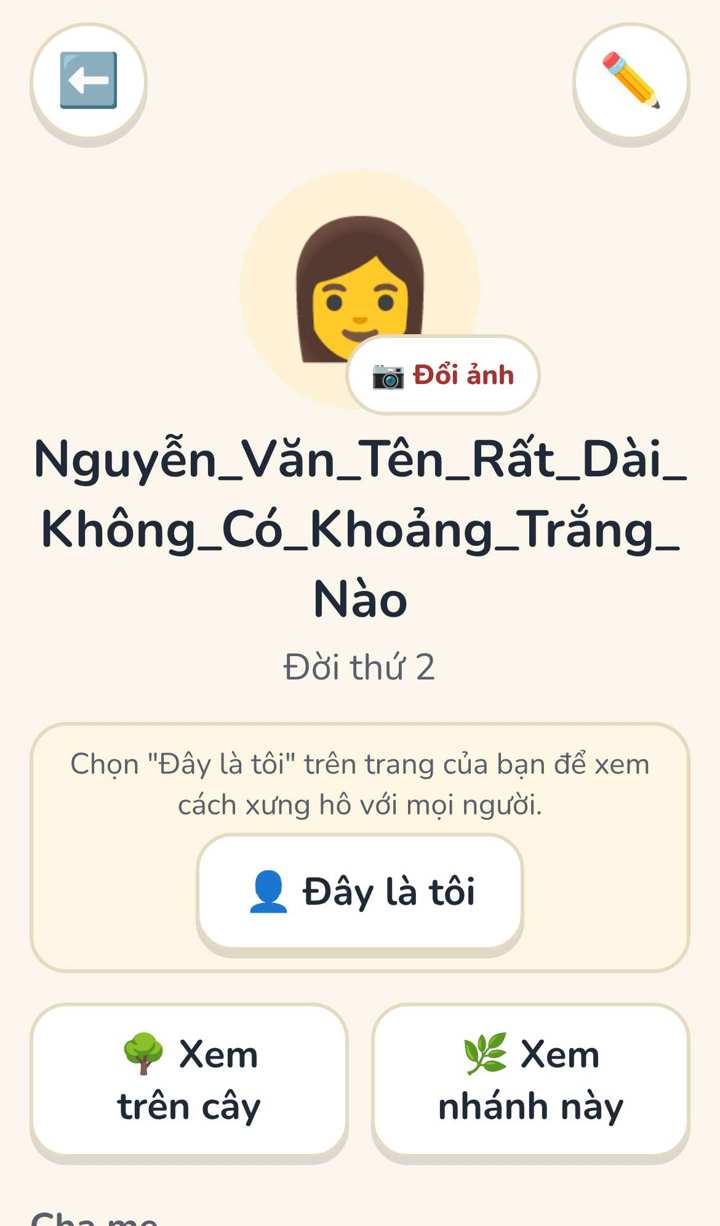 Đổi ảnh
Nguyễn_Văn_Tên_Rất_Dài_
Không_Có_Khoảng_Trắng_
Nào
Đời thứ 2
Chọn "Đây là tôi" trên trang của bạn để xem
cách xưng hô với mọi người.
Đây là tôi
Xem
trên cây
Xem
nhánh này